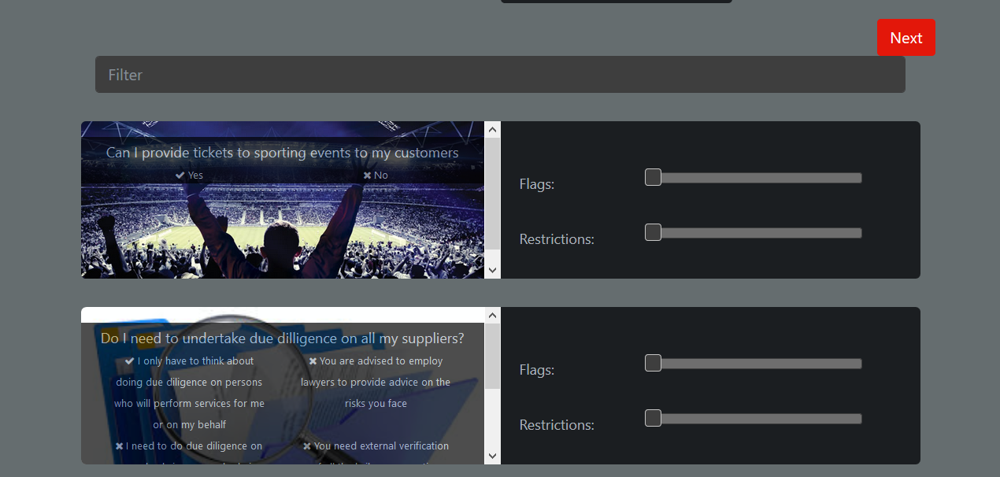 Next
Filter
Can I provide tickets to sporting events to my customers
✔ Yes
✖ No
Flags:
Restrictions:
Do I need to undertake due dilligence on all my suppliers?
✔ I only have to think about
doing due diligence on persons
who will perform services for me
or on my behalf
✖ You are advised to employ
lawyers to provide advice on the
risks you face
✖ I need to do due diligence on
✖ You need external verification
Flags:
Restrictions: